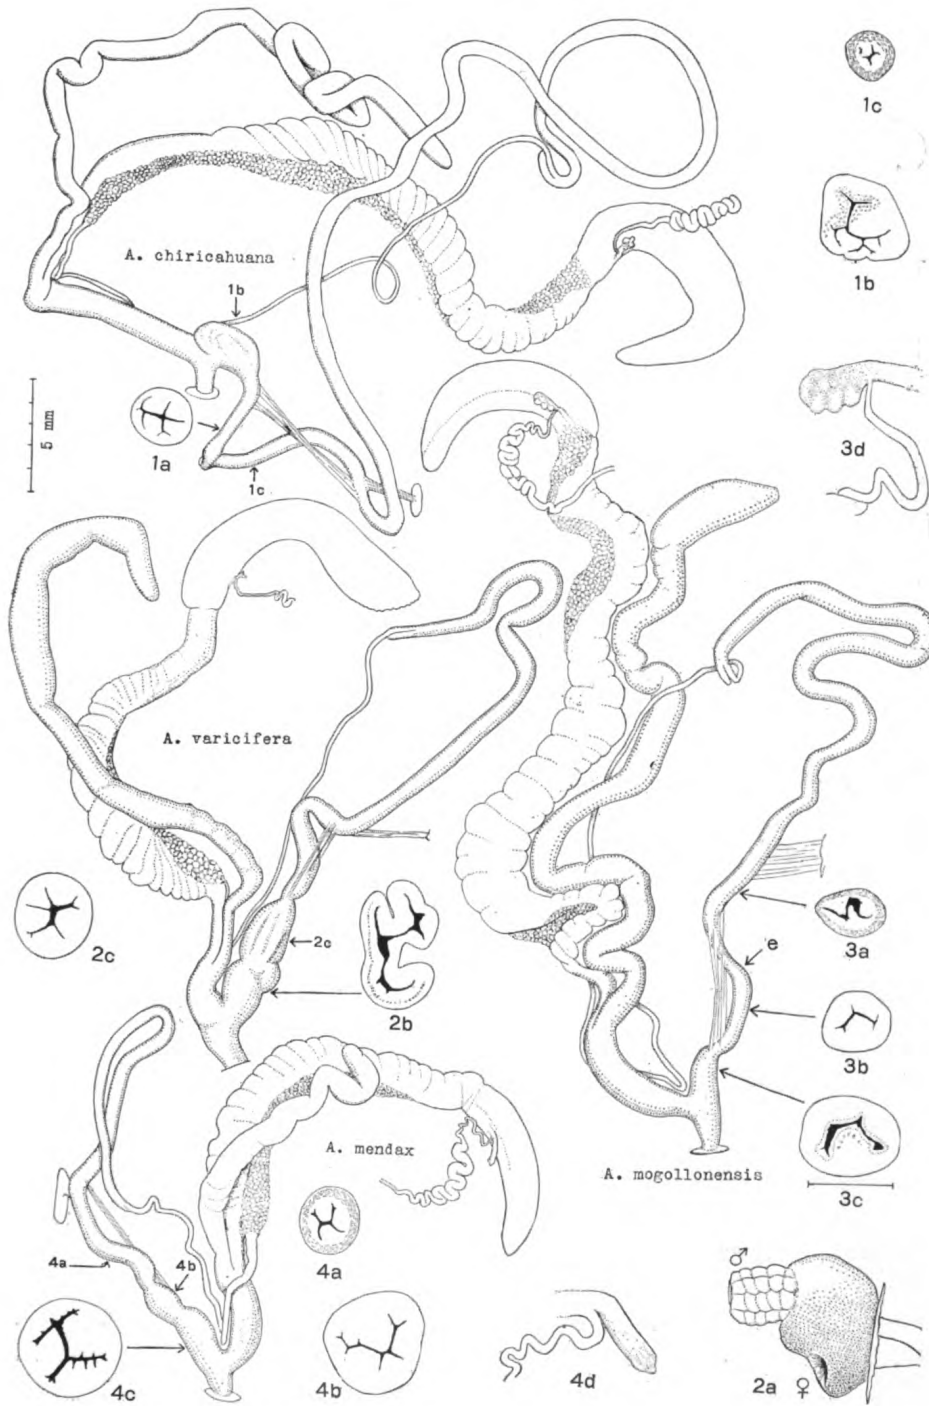 1c
A. chiricahuana
1b
1b
5 mm
1a
1c
3d
A. varicifera
2c
2c
2b
3a
e
3b
3c
A. mendax
A. mogollonensis
4a
4b
4a
4c
4b
4d
♂
2a ♀